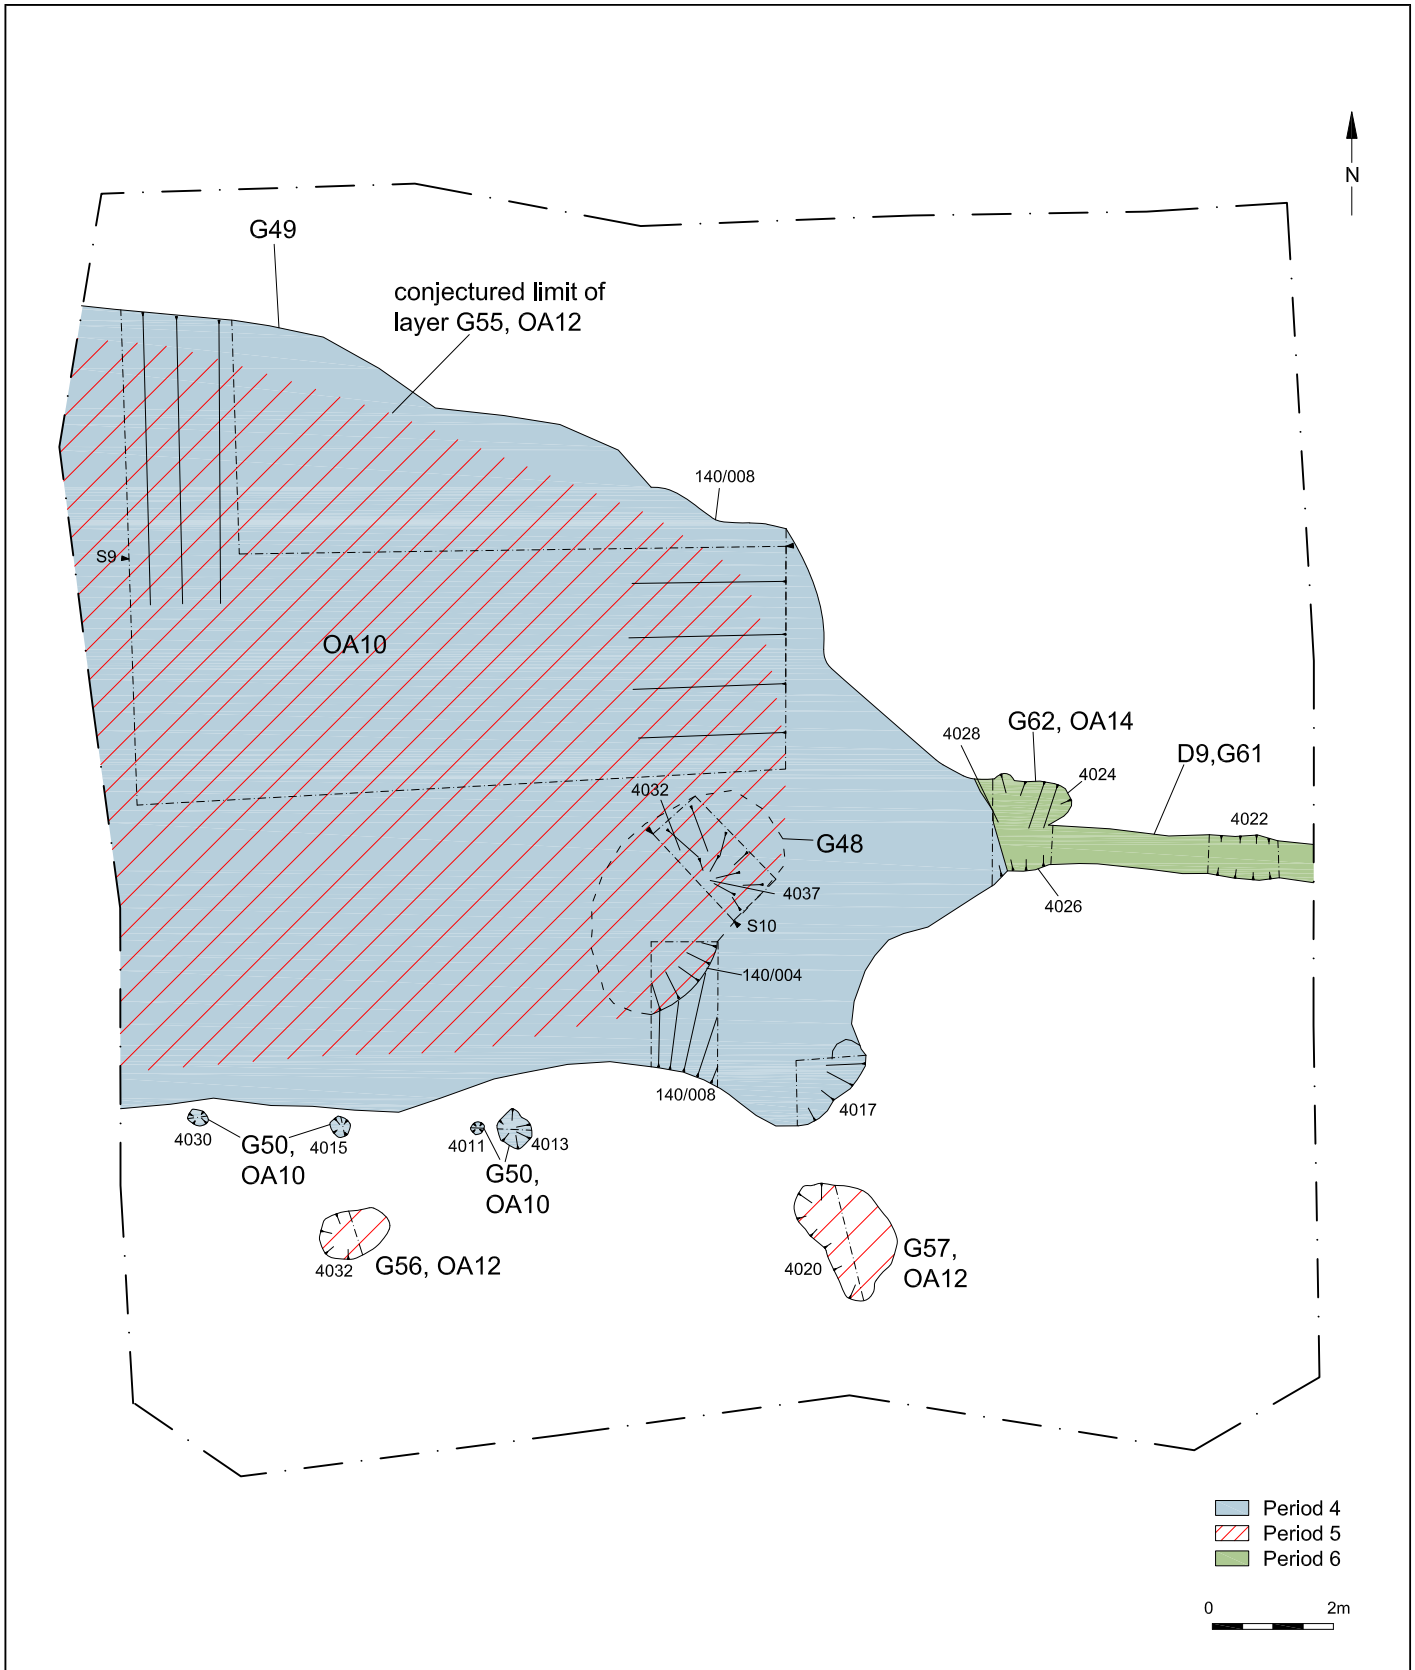 N
G49
conjectured limit of
layer G55, OA12
140/008
S9
OA10
G62, OA14
4028
4024
D9,G61
4032
4022
G48
4037
4026
S10
140/004
140/008
4017
4030
G50,
OA10
4015
4011
4013
G50,
OA10
G57,
OA12
4032
G56, OA12
4020
Period 4
Period 5
Period 6
0 2m